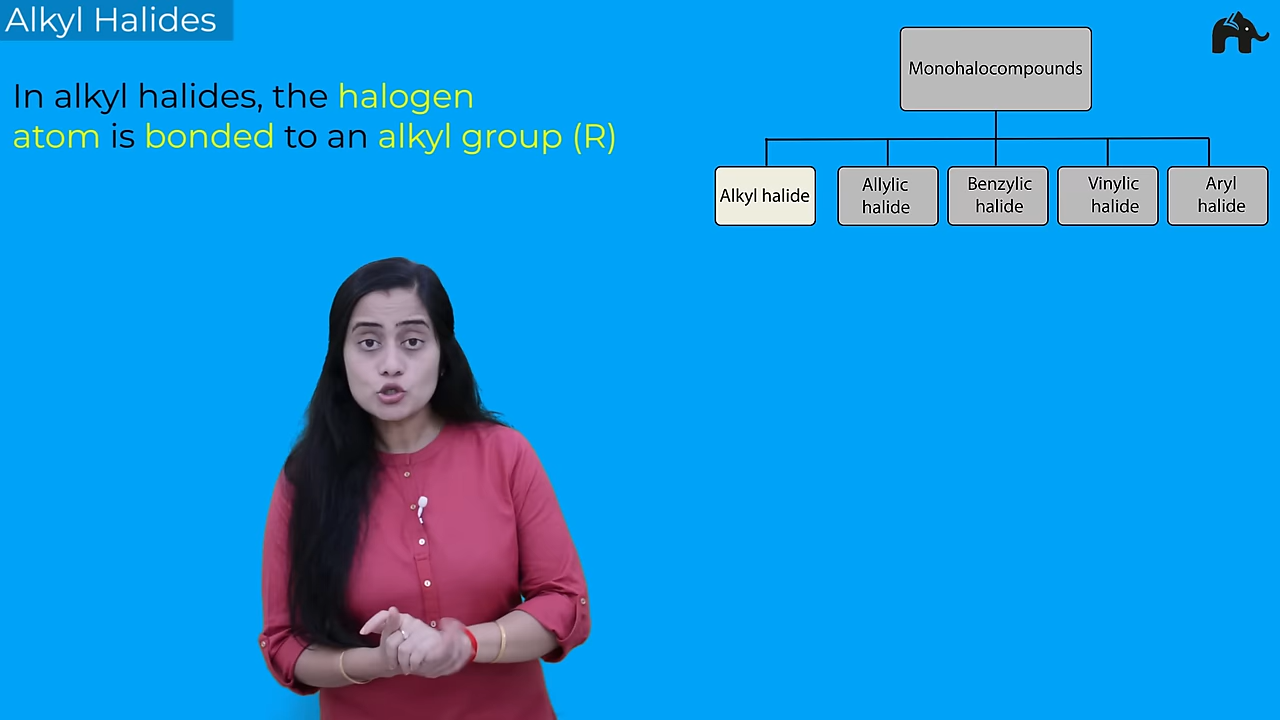 Alkyl Halides
In alkyl halides, the halogen
atom is bonded to an alkyl group (R)
Monohalocompounds
Alkyl halide
Allylic
halide
Benzylic
halide
Vinylic
halide
Aryl
halide